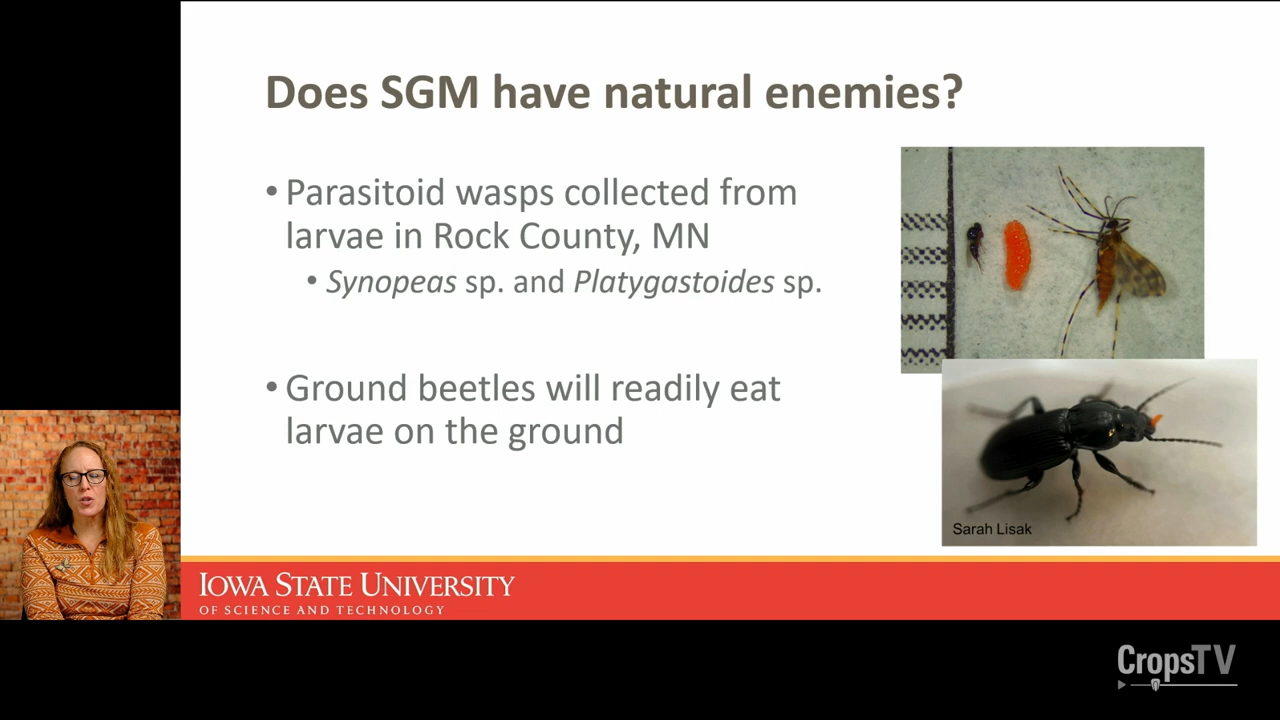 Does SGM have natural enemies?
• Parasitoid wasps collected from
larvae in Rock County, MN
• Synopeas sp. and Platygastoides sp.
• Ground beetles will readily eat
larvae on the ground
Sarah Lisak
IOWA STATE UNIVERSITY
OF SCIENCE AND TECHNOLOGY
CropsTV